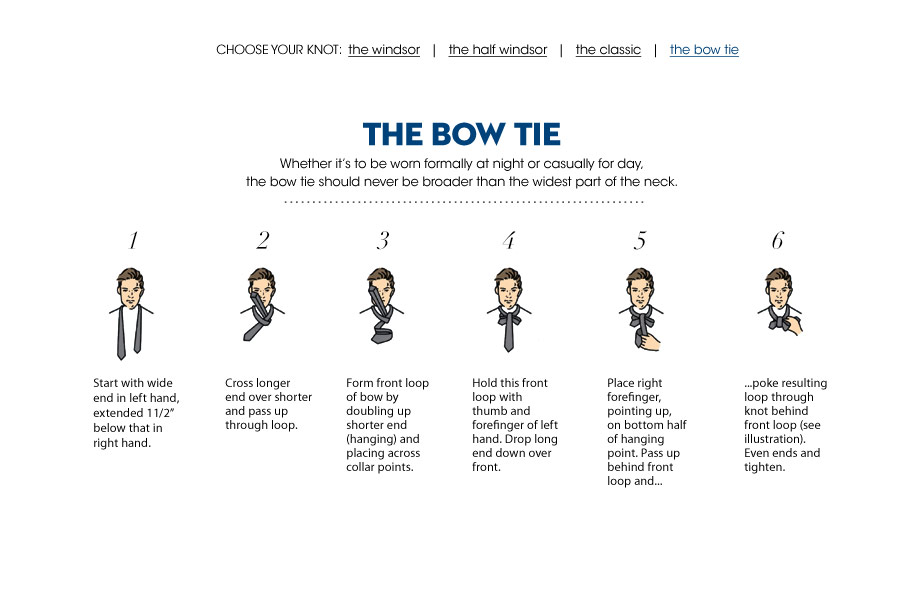 CHOOSE YOUR KNOT: the windsor | the half windsor | the classic | the bow tie
THE BOW TIE
Whether it's to be worn formally at night or casually for day,
the bow tie should never be broader than the widest part of the neck.
1
Start with wide
end in left hand,
extended 11/2"
below that in
right hand.
2
Cross longer
end over shorter
and pass up
through loop.
3
Form front loop
of bow by
doubling up
shorter end
(hanging) and
placing across
collar points.
4
Hold this front
loop with
thumb and
forefinger of left
hand. Drop long
end down over
front.
5
Place right
forefinger,
pointing up,
on bottom half
of hanging
point. Pass up
behind front
loop and...
6
...poke resulting
loop through
knot behind
front loop (see
illustration).
Even ends and
tighten.